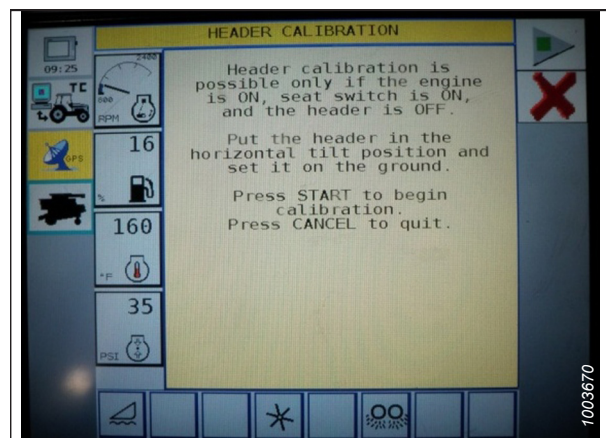 HEADER CALIBRATION
09:25
TC
GPS
2400
800
RPM
16
%
160
°F
35
PSI
Header calibration is
possible only if the engine
is ON, seat switch is ON,
and the header is OFF.
Put the header in the
horizontal tilt position and
set it on the ground.
Press START to begin
calibration.
Press CANCEL to quit.
1003670